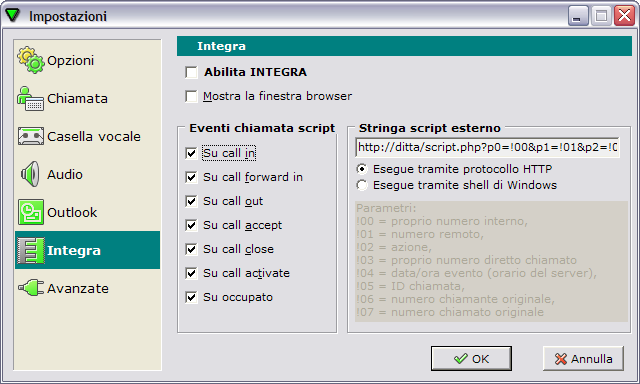 Impostazioni
Opzioni
Chiamata
Casella vocale
Audio
Outlook
Integra
Avanzate
Integra
Abilita INTEGRA
Mostra la finestra browser
Eventi chiamata script
Su call in
Su call forward in
Su call out
Su call accept
Su call close
Su call activate
Su occupato
Stringa script esterno
http://ditta/script.php?p0=!00&p1=!01&p2=!0
Esegue tramite protocollo HTTP
Esegue tramite shell di Windows
Parametri:
!00 = proprio numero interno,
!01 = numero remoto,
!02 = azione,
!03 = proprio numero diretto chiamato
!04 = data/ora evento (orario del server),
!05 = ID chiamata,
!06 = numero chiamante originale,
!07 = numero chiamato originale
OK
Annulla